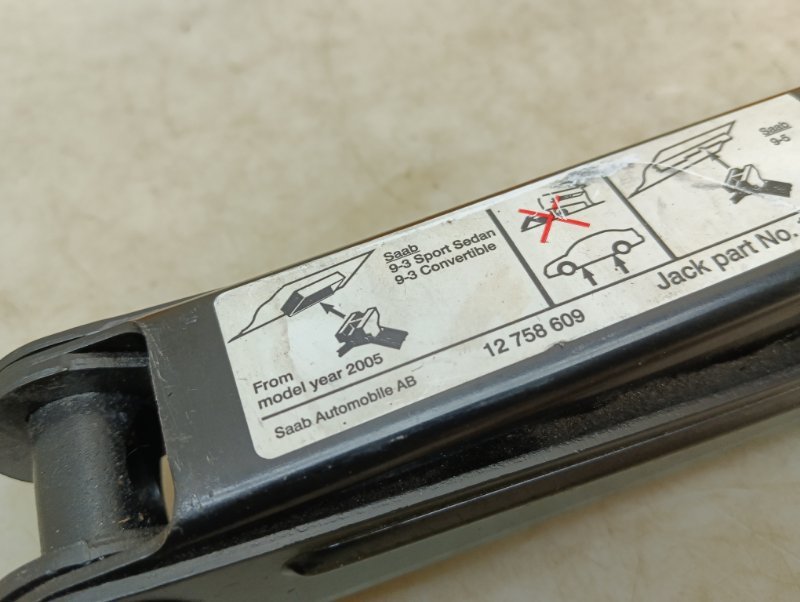 Saab
9-3 Sport Sedan
9-3 Convertible
From
model year 2005
Saab
9-5
Saab Automobile AB
12 758 609
Jack part No.